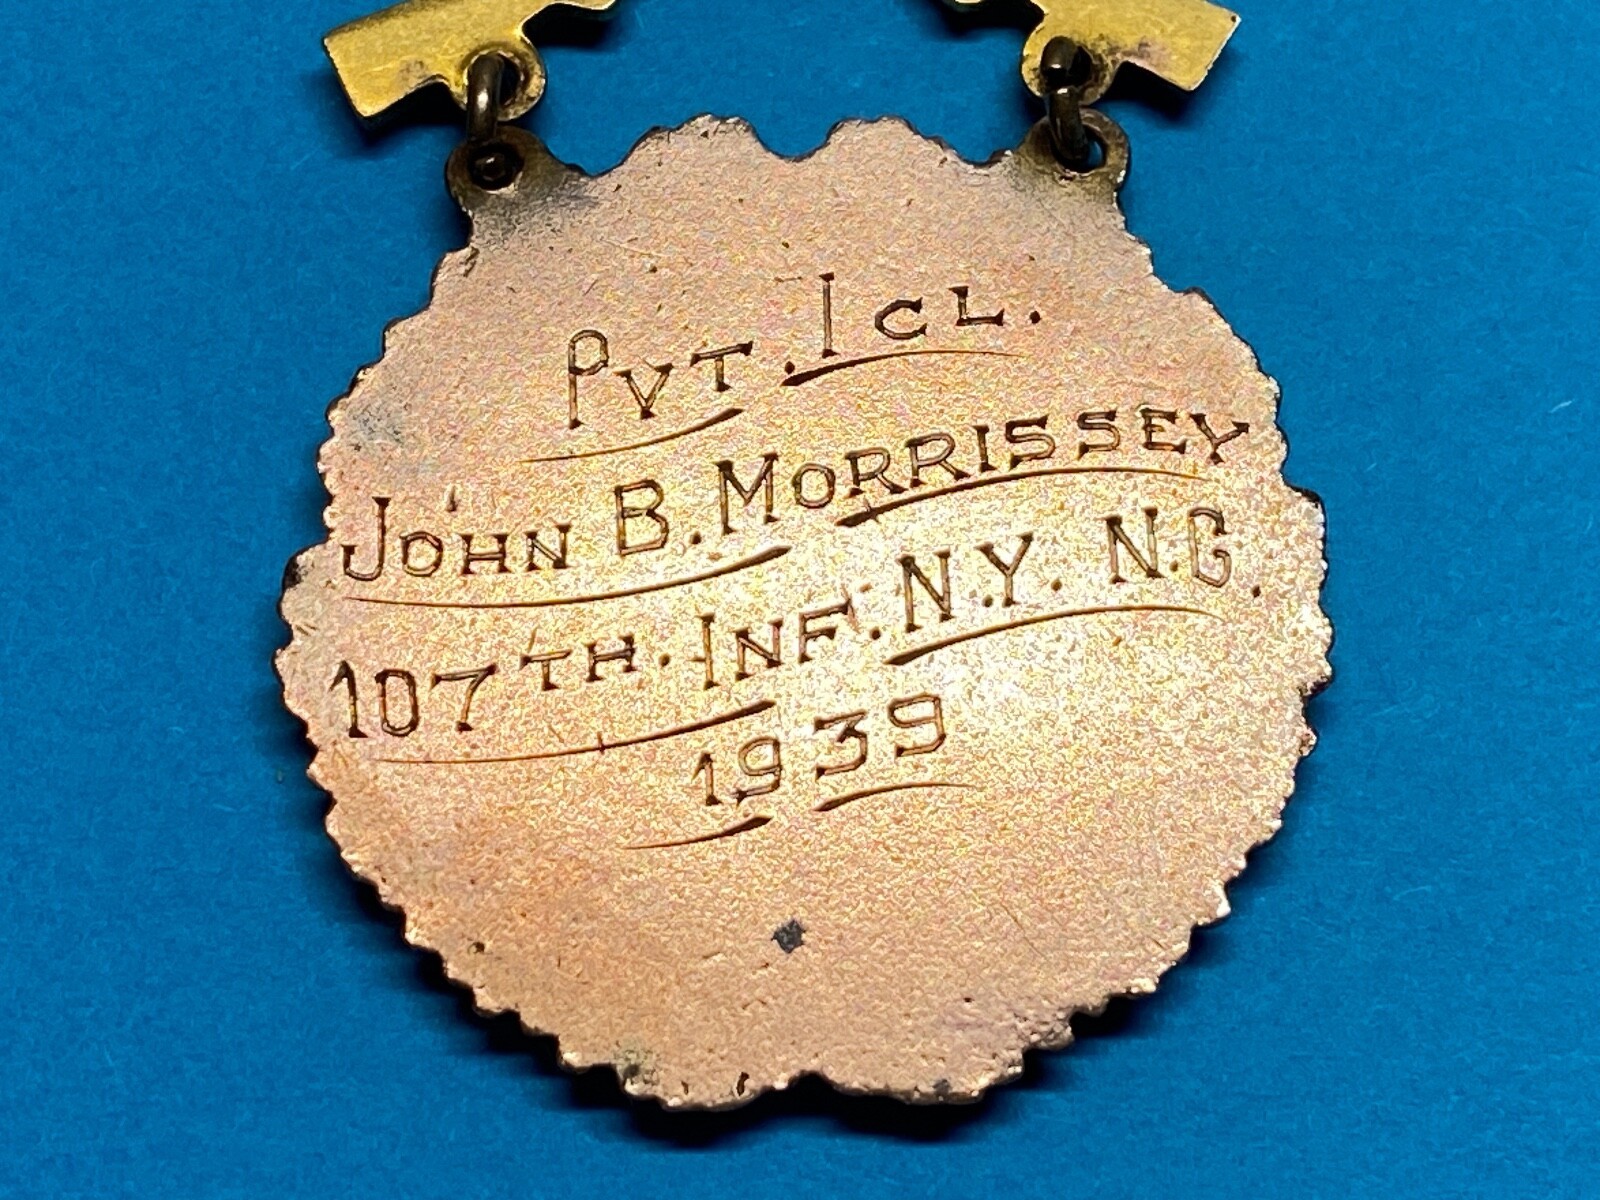 PVT. 1CL.
JOHN B. MORRISSEY
107TH. INF. N.Y. N.G.
1939